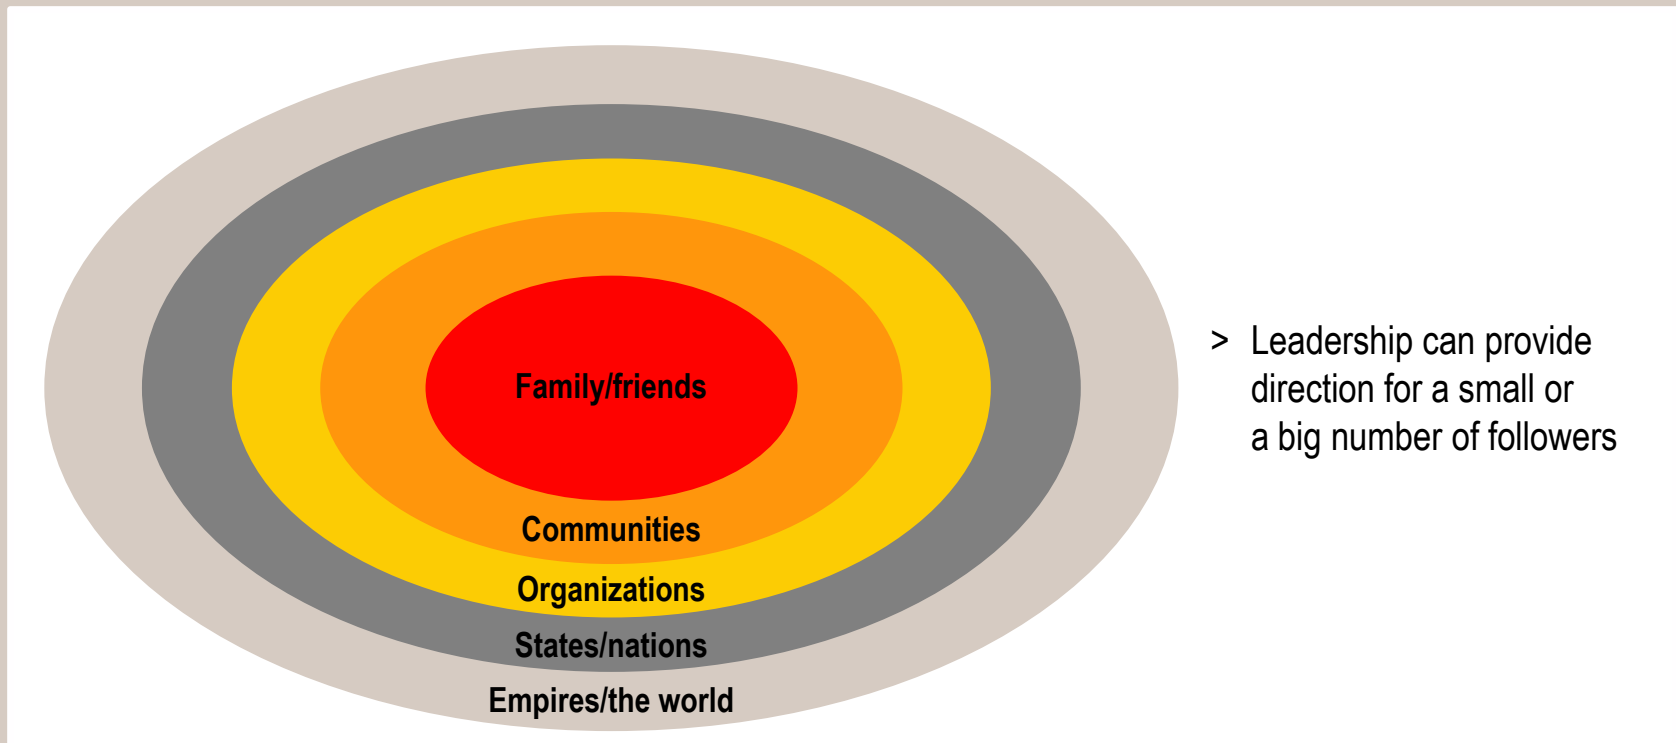 Family/friends
Communities
Organizations
States/nations
Empires/the world
> Leadership can provide
direction for a small or
a big number of followers